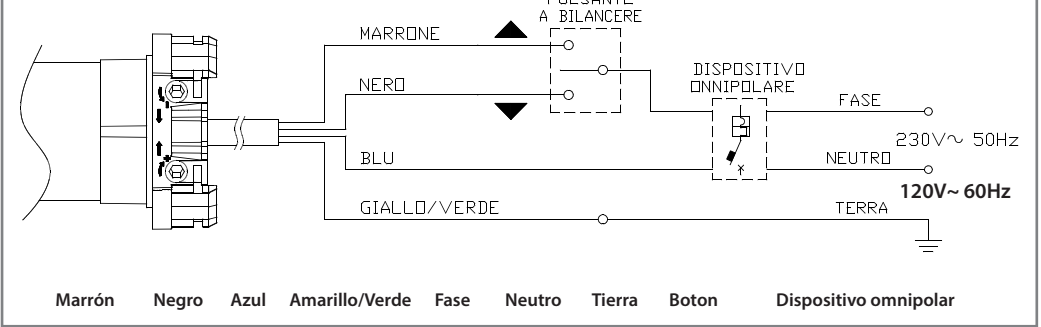 A BILANCERE
MARRONE
NERO
DISPOSITIVO
ONNIPOLARE
FASE
230V~ 50Hz
BLU
NEUTRO
120V~ 60Hz
GIALLO/VERDE
TERRA
Marrón Negro Azul Amarillo/Verde Fase Neutro Tierra Boton Dispositivo omnipolar